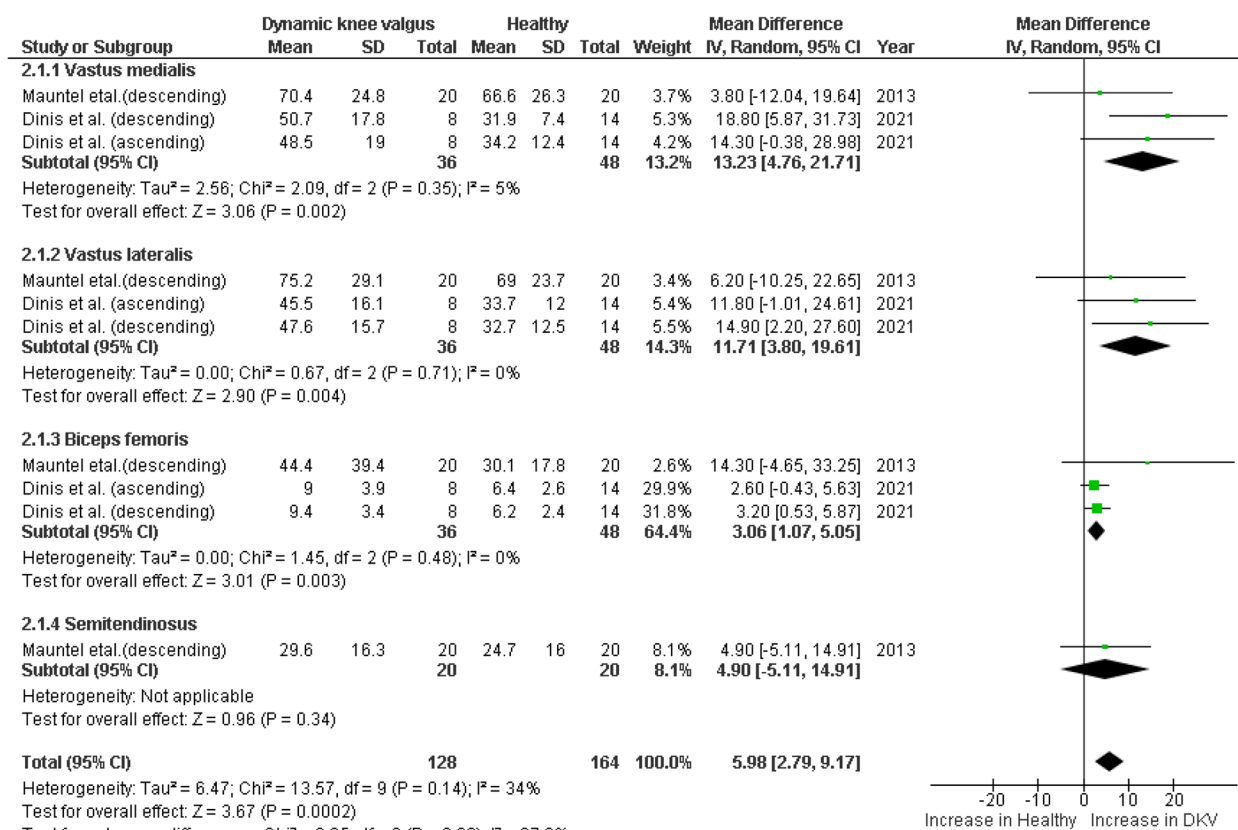 Dynamic knee valgus Healthy Mean Difference Mean Difference
Study or Subgroup Mean SD Total Mean SD Total Weight IV, Random, 95% CI Year IV, Random, 95% CI
2.1.1 Vastus medialis
Mauntel etal.(descending) 70.4 24.8 20 66.6 26.3 20 3.7% 3.80 [-12.04, 19.64] 2013
Dinis et al. (descending) 50.7 17.8 8 31.9 7.4 14 5.3% 18.80 [5.87, 31.73] 2021
Dinis et al. (ascending) 48.5 19 8 34.2 12.4 14 4.2% 14.30 [-0.38, 28.98] 2021
Subtotal (95% CI) 36 48 13.2% 13.23 [4.76, 21.71]
Heterogeneity: Tau² = 2.56; Chi² = 2.09, df = 2 (P = 0.35); I² = 5%
Test for overall effect: Z = 3.06 (P = 0.002)
2.1.2 Vastus lateralis
Mauntel etal.(descending) 75.2 29.1 20 69 23.7 20 3.4% 6.20 [-10.25, 22.65] 2013
Dinis et al. (ascending) 45.5 16.1 8 33.7 12 14 5.4% 11.80 [-1.01, 24.61] 2021
Dinis et al. (descending) 47.6 15.7 8 32.7 12.5 14 5.5% 14.90 [2.20, 27.60] 2021
Subtotal (95% CI) 36 48 14.3% 11.71 [3.80, 19.61]
Heterogeneity: Tau² = 0.00; Chi² = 0.67, df = 2 (P = 0.71); I² = 0%
Test for overall effect: Z = 2.90 (P = 0.004)
2.1.3 Biceps femoris
Mauntel etal.(descending) 44.4 39.4 20 30.1 17.8 20 2.6% 14.30 [-4.65, 33.25] 2013
Dinis et al. (ascending) 9 3.9 8 6.4 2.6 14 29.9% 2.60 [-0.43, 5.63] 2021
Dinis et al. (descending) 9.4 3.4 8 6.2 2.4 14 31.8% 3.20 [0.53, 5.87] 2021
Subtotal (95% CI) 36 48 64.4% 3.06 [1.07, 5.05]
Heterogeneity: Tau² = 0.00; Chi² = 1.45, df = 2 (P = 0.48); I² = 0%
Test for overall effect: Z = 3.01 (P = 0.003)
2.1.4 Semitendinosus
Mauntel etal.(descending) 29.6 16.3 20 24.7 16 20 8.1% 4.90 [-5.11, 14.91] 2013
Subtotal (95% CI) 20 20 8.1% 4.90 [-5.11, 14.91]
Heterogeneity: Not applicable
Test for overall effect: Z = 0.96 (P = 0.34)
Total (95% CI) 128 164 100.0% 5.98 [2.79, 9.17]
Heterogeneity: Tau² = 6.47; Chi² = 13.57, df = 9 (P = 0.14); I² = 34%
Test for overall effect: Z = 3.67 (P = 0.0002)
-20 -10 0 10 20
Increase in Healthy Increase in DKV